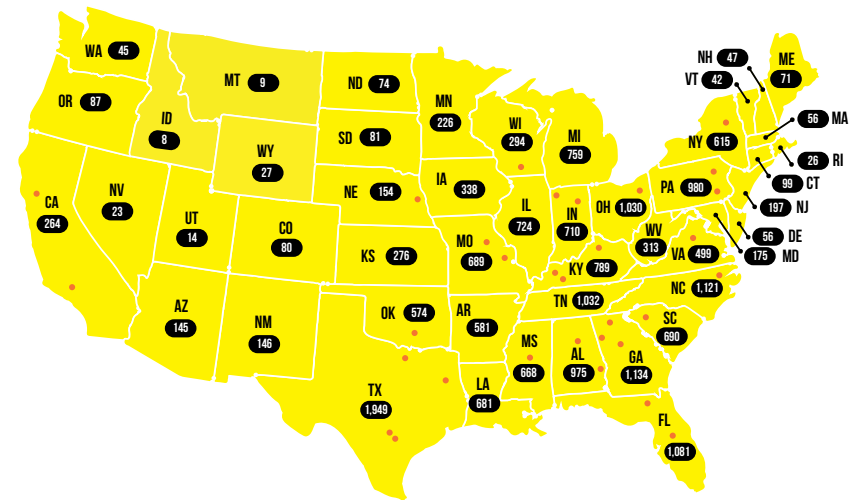 WA 45
OR 87
ID
8
MT 9
WY
27
ND 74
SD 81
NE 154
KS 276
MN
226
IA 338
MO
689
WI
294
MI
759
IL
724
IN
710
OH 1,030
KY 789
TN 1,032
CA
264
NV
23
UT
14
CO
80
AZ
145
NM
146
OK 574
TX
1,949
AR
581
LA
681
MS
668
AL
975
GA
1,134
FL
1,081
SC
690
NC 1,121
VA 499
WV
313
PA 980
NY 615
NH 47
VT 42
ME
71
56 MA
26 RI
99 CT
197 NJ
56 DE
175 MD